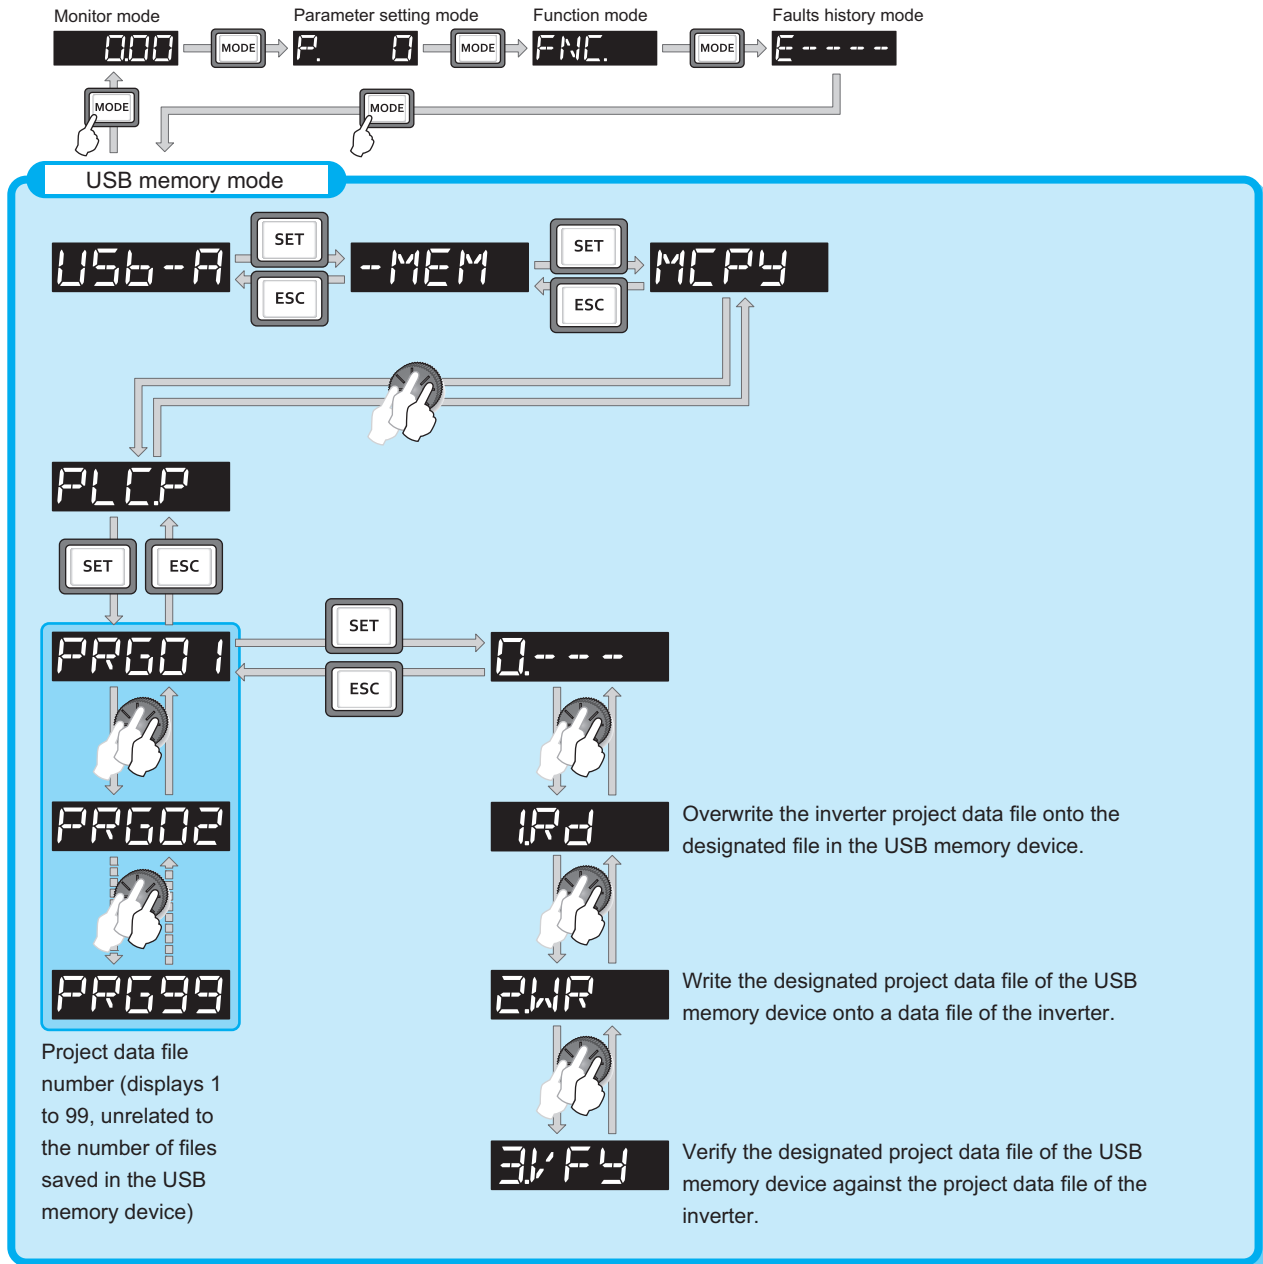 Monitor mode
Parameter setting mode
Function mode
Faults history mode
0.00
MODE
P. 0
MODE
FNC.
MODE
E-----
MODE
MODE
USB memory mode
USb-A
SET
ESC
-MEM
SET
ESC
MCPY
PLC.P
SET
ESC
PRG01
SET
ESC
0.---
PRG02
1.Rd
Overwrite the inverter project data file onto the
designated file in the USB memory device.
PRG99
2.WR
Write the designated project data file of the USB
memory device onto a data file of the inverter.
Project data file
number (displays 1
to 99, unrelated to
the number of files
saved in the USB
memory device)
3.VFY
Verify the designated project data file of the USB
memory device against the project data file of the
inverter.